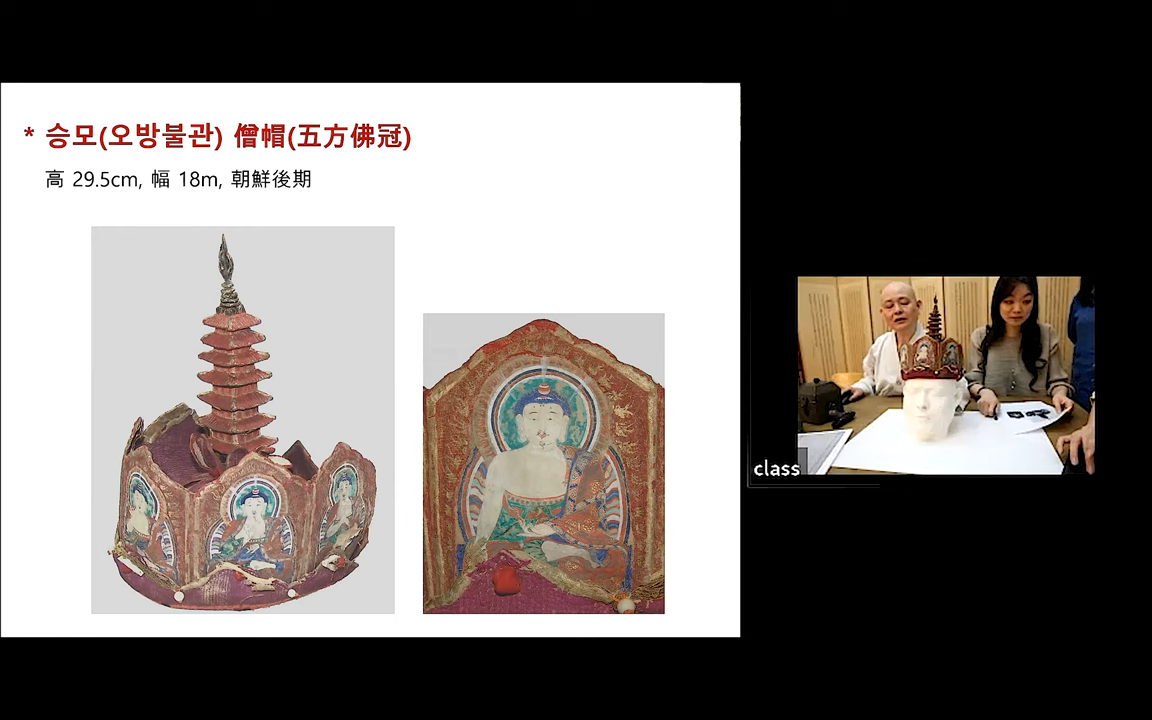 * 승모(오방불관) 僧帽(五方佛冠)
高 29.5cm, 幅 18m, 朝鮮後期
class